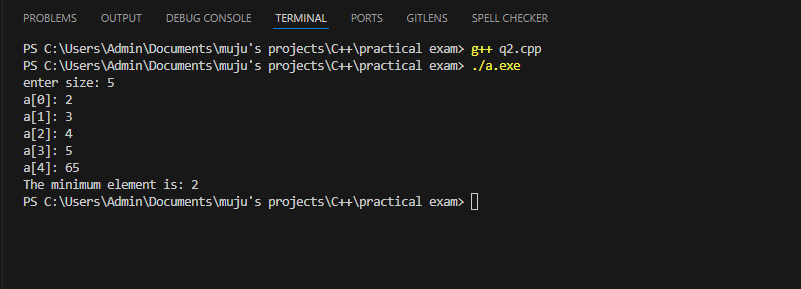 PROBLEMS OUTPUT DEBUG CONSOLE TERMINAL PORTS GITLENS SPELL CHECKER
PS C:\Users\Admin\Documents\muju's projects\C++\practical exam> g++ q2.cpp
PS C:\Users\Admin\Documents\muju's projects\C++\practical exam> ./a.exe
enter size: 5
a[0]: 2
a[1]: 3
a[2]: 4
a[3]: 5
a[4]: 65
The minimum element is: 2
PS C:\Users\Admin\Documents\muju's projects\C++\practical exam>